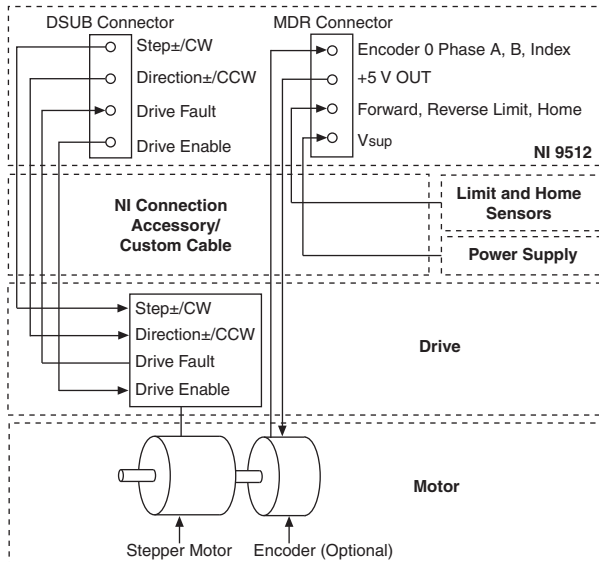 DSUB Connector
MDR Connector
Step±/CW
Direction±/CCW
Drive Fault
Drive Enable
Encoder 0 Phase A, B, Index
+5 V OUT
Forward, Reverse Limit, Home
Vsup
NI 9512
NI Connection
Accessory/
Custom Cable
Limit and Home
Sensors
Power Supply
Step±/CW
Direction±/CCW
Drive Fault
Drive Enable
Drive
Motor
Stepper Motor
Encoder (Optional)